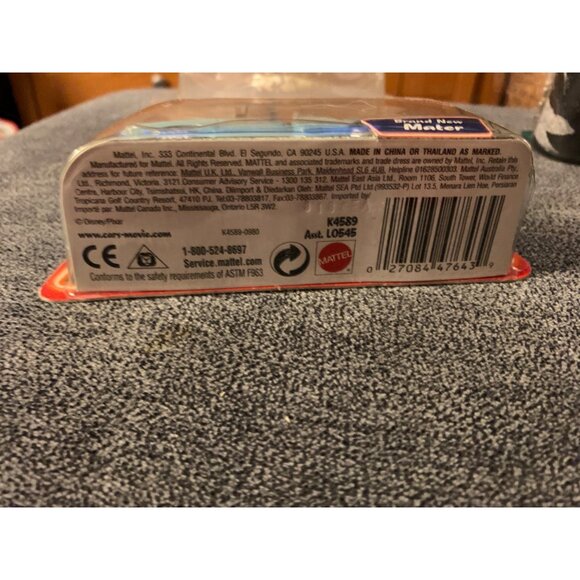 Brand New
Mater
Mattel, Inc. 333 Continental Blvd. El Segundo, CA 90245 U.S.A. MADE IN CHINA OR THAILAND AS MARKED.
Manufactured for Mattel. All Rights Reserved. MATTEL and associated trademarks and trade dress are owned by Mattel, Inc. Retain this
address for future reference. Mattel U.K. Ltd., Vanwall Business Park, Maidenhead SL6 4UB. Helpline 01628500303. Mattel Australia Pty.,
Ltd., Richmond, Victoria. 3121 Consumer Advisory Service - 1300 135 312. Mattel East Asia Ltd., Room 1106, South Tower, World Finance
Centre, Harbour City, Tsimshatsui, HK, China. Diimport & Diedarkan Oleh: Mattel SEA Ptd Ltd (993532-P) Lot 13.5, Menara Lien Hoe, Persiaran
Tropicana Golf Country Resort, 47410 PJ. Tel:03-78803817, Fax:03-78803867. Imported by/
Importé par: Mattel Canada Inc., Mississauga, Ontario L5R 3W2.
© Disney/Pixar
www.cars-movie.com
K4589-0980
CE
1-800-524-8697
Service.mattel.com
Conforms to the safety requirements of ASTM F963
K4589
Asst. L0545
MATTEL
0 27084 47643 9